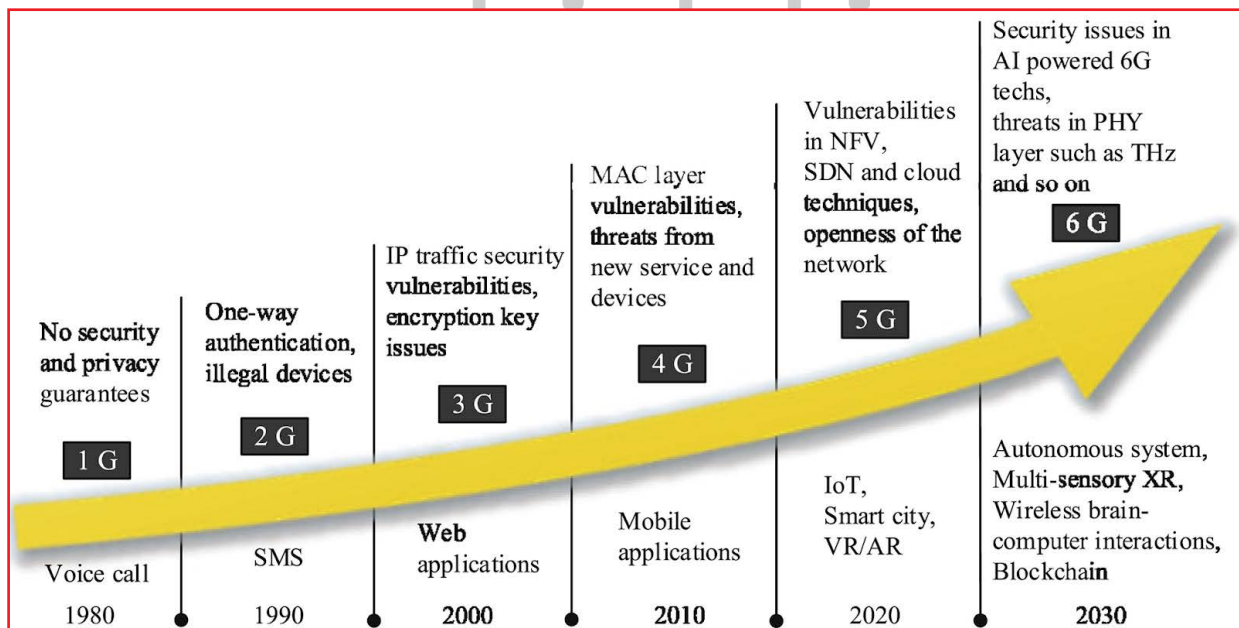 No security
and privacy
guarantees
1 G
Voice call
1980
One-way
authentication,
illegal devices
2 G
SMS
1990
IP traffic security
vulnerabilities,
encryption key
issues
3 G
Web
applications
2000
MAC layer
vulnerabilities,
threats from
new service and
devices
4 G
Mobile
applications
2010
Vulnerabilities
in NFV,
SDN and cloud
techniques,
openness of the
network
5 G
IoT,
Smart city,
VR/AR
2020
Security issues in
AI powered 6G
techs,
threats in PHY
layer such as THz
and so on
6 G
Autonomous system,
Multi-sensory XR,
Wireless brain-
computer interactions,
Blockchain
2030